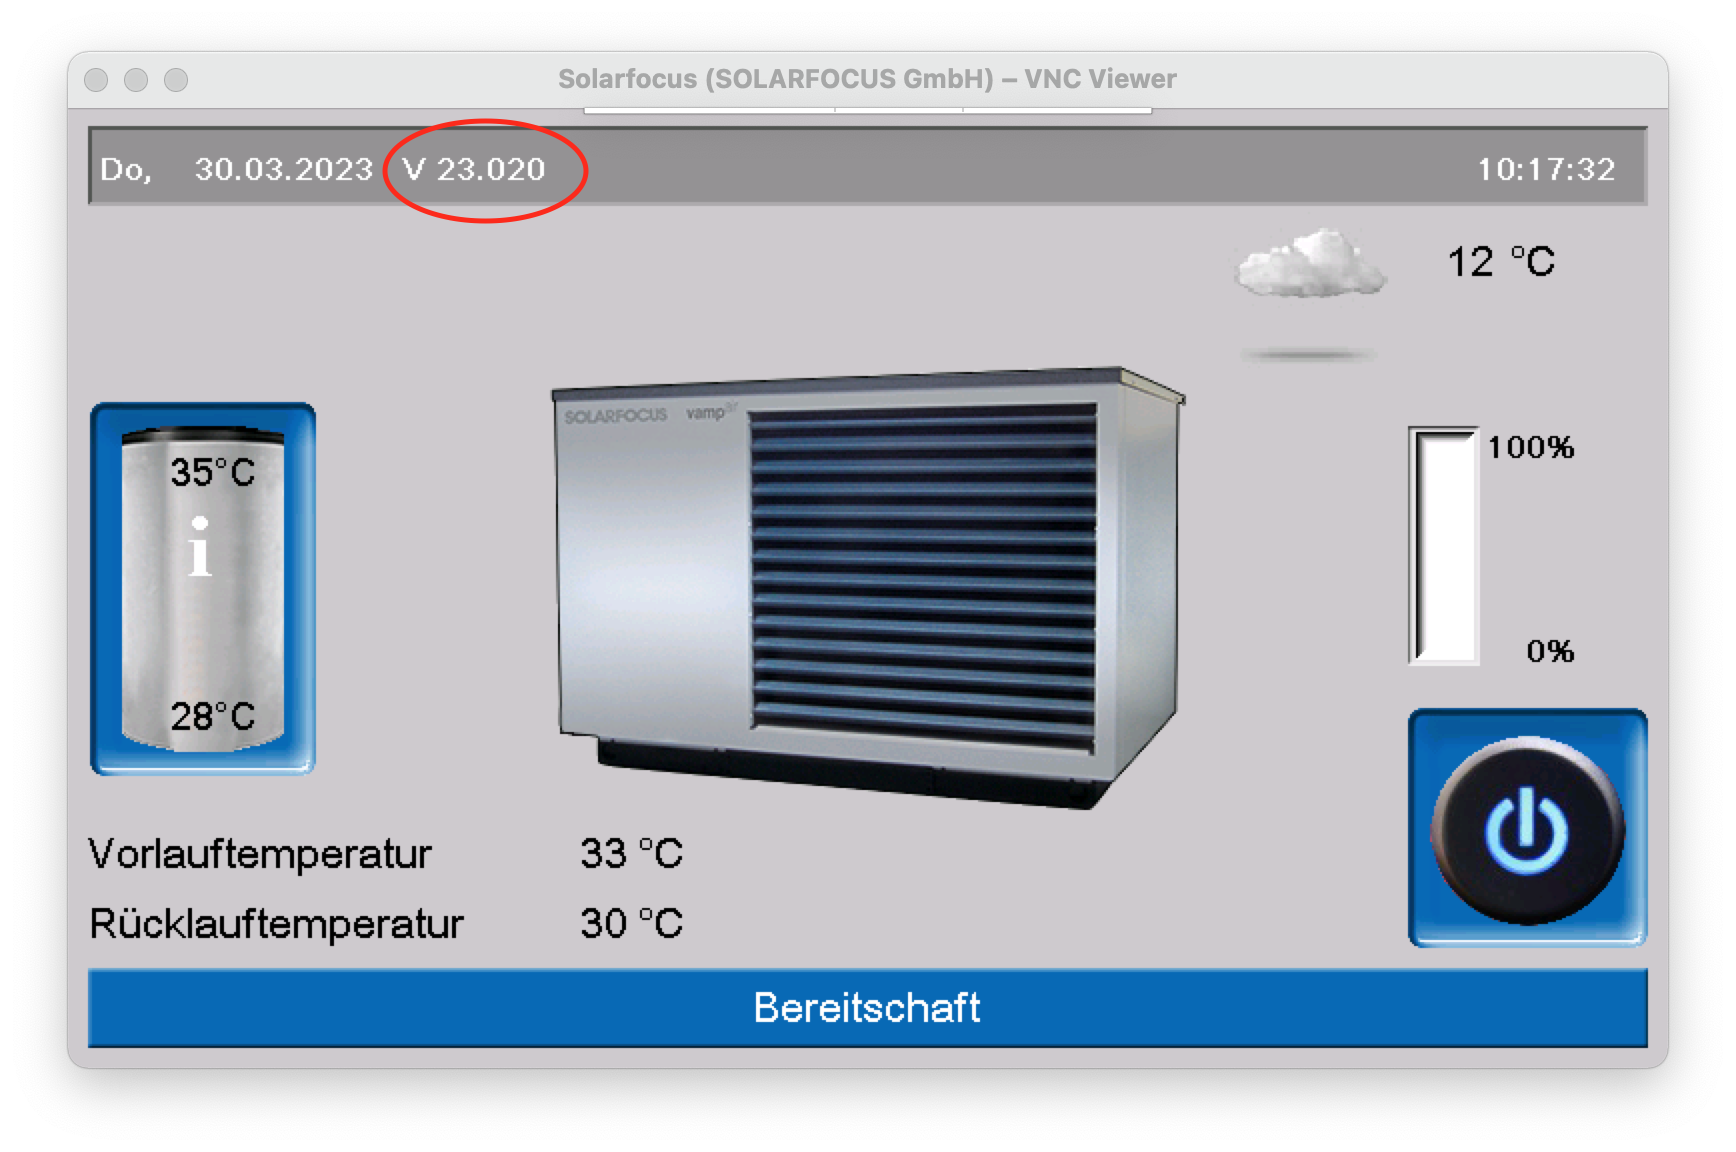 Solarfocus (SOLARFOCUS GmbH) – VNC Viewer
Do, 30.03.2023 V 23.020 10:17:32
12 °C
SOLARFOCUS vampair
35°C
i
28°C
100%
0%
Vorlauftemperatur 33 °C
Rücklauftemperatur 30 °C
Bereitschaft